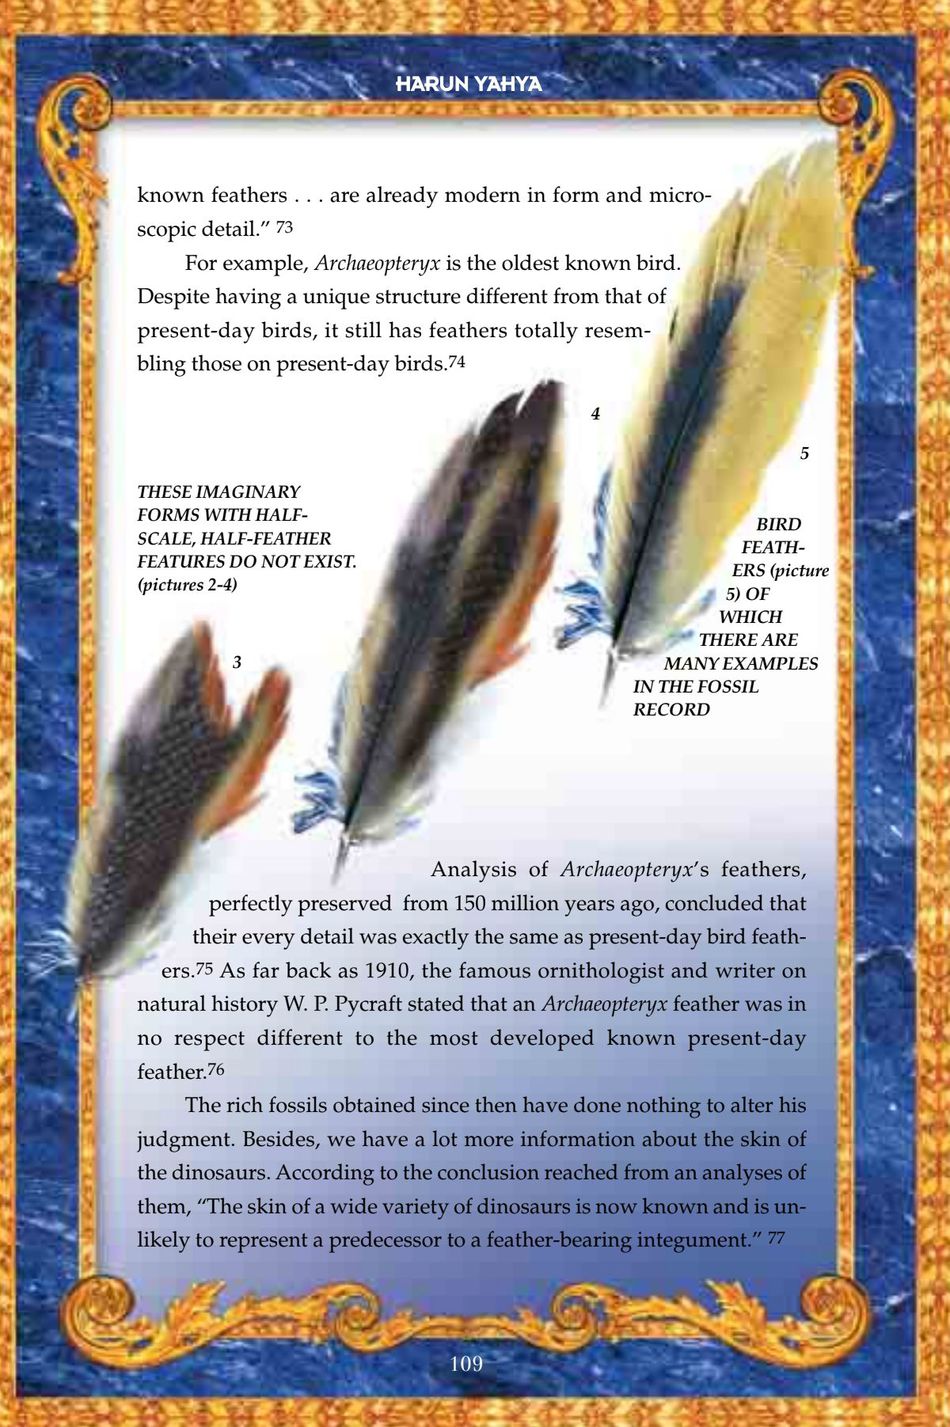 HARUN YAHYA
known feathers . . . are already modern in form and micro-
scopic detail.” 73
For example, Archaeopteryx is the oldest known bird.
Despite having a unique structure different from that of
present-day birds, it still has feathers totally resem-
bling those on present-day birds.74
4
5
THESE IMAGINARY
FORMS WITH HALF-
SCALE, HALF-FEATHER
FEATURES DO NOT EXIST.
(pictures 2-4)
BIRD
FEATH-
ERS (picture
5) OF
WHICH
THERE ARE
MANY EXAMPLES
IN THE FOSSIL
RECORD
3
Analysis of Archaeopteryx’s feathers,
perfectly preserved from 150 million years ago, concluded that
their every detail was exactly the same as present-day bird feath-
ers.75 As far back as 1910, the famous ornithologist and writer on
natural history W. P. Pycraft stated that an Archaeopteryx feather was in
no respect different to the most developed known present-day
feather.76
The rich fossils obtained since then have done nothing to alter his
judgment. Besides, we have a lot more information about the skin of
the dinosaurs. According to the conclusion reached from an analyses of
them, “The skin of a wide variety of dinosaurs is now known and is un-
likely to represent a predecessor to a feather-bearing integument.” 77
109